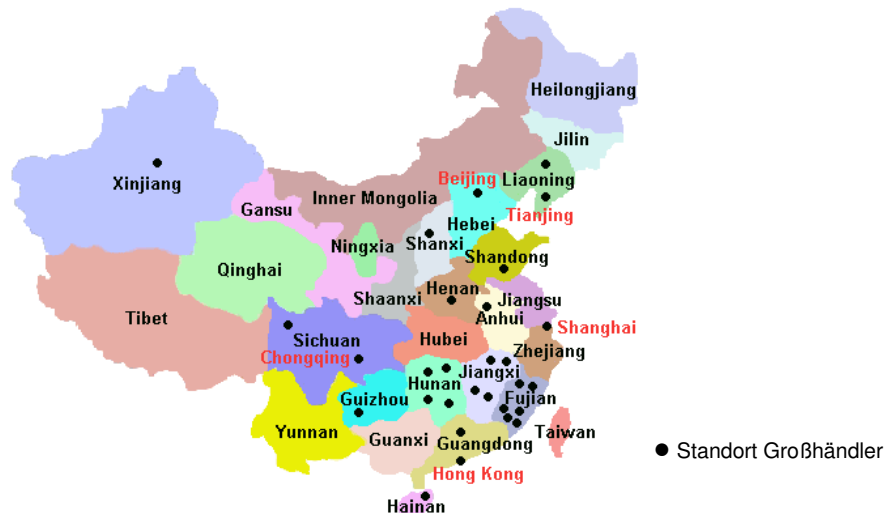 Heilongjiang
Jilin
Xinjiang
Beijing
Liaoning
Inner Mongolia
Gansu
Tianjing
Hebei
Ningxia
Shanxi
Shandong
Qinghai
Henan
Shaanxi
Jiangsu
Tibet
Anhui
Shanghai
Sichuan
Hubei
Zhejiang
Chongqing
Jiangxi
Hunan
Guizhou
Fujian
Yunnan
Guanxi
Guangdong
Taiwan
Standort Großhändler
Hong Kong
Hainan